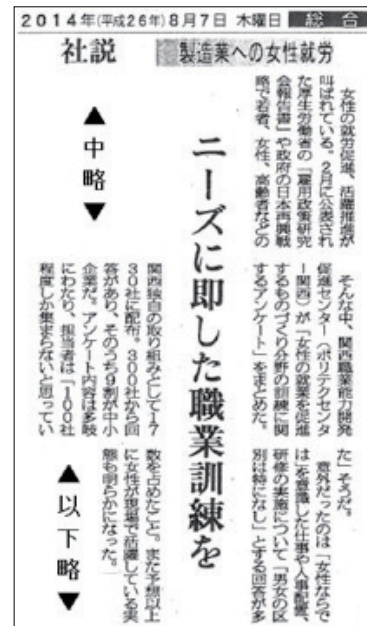 2014年(平成26年)8月7日 木曜日 総合
社説
製造業への女性就労
ニーズに即した職業訓練を
女性の就労促進、活躍推進が
叫ばれている。2月に公表され
た厚生労働省の「雇用政策研究
会報告書」や政府の日本再興戦
略で若者、女性、高齢者などの
▲中略▼
そんな中、関西職業能力開発
促進センター(ポリテクセンタ
ー関西)が「女性の就業を促進
するものづくり分野の訓練に関
するアンケート」をまとめた。
関西独自の取り組みとして17
30社に配布。300社から回
答があり、そのうち9割が中小
企業だ。アンケート内容は多岐
にわたり、担当者は「100社
程度しか集まらないと思ってい
た」そうだ。
意外だったのは「女性ならで
は」を意識した仕事や人事配置、
研修の実施について「男女の区
別は特になし」とする回答が多
数を占めたこと。また予想以上
に女性が現場で活躍している実
態も明らかになった。
▲以下略▼